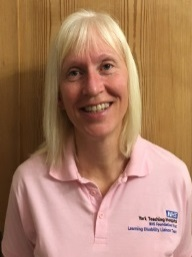 NHS
York Teaching Hospital
NHS Foundation Trust
Learning Disability Liaison Team